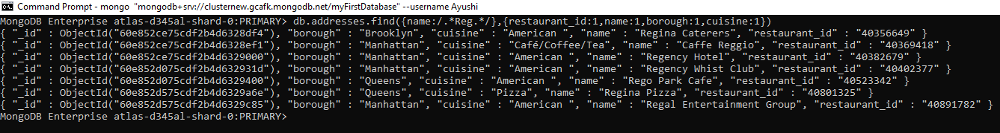 Command Prompt - mongo "mongodb+srv://clusternew.gcafk.mongodb.net/myFirstDatabase" --username Ayushi
MongoDB Enterprise atlas-d345al-shard-0:PRIMARY> db.addresses.find({name:/.*Reg.*/},{restaurant_id:1,name:1,borough:1,cuisine:1})
{ "_id" : ObjectId("60e852ce75cdf2b4d6328df4"), "borough" : "Brooklyn", "cuisine" : "American ", "name" : "Regina Caterers", "restaurant_id" : "40356649" }
{ "_id" : ObjectId("60e852ce75cdf2b4d6328ef1"), "borough" : "Manhattan", "cuisine" : "Café/Coffee/Tea", "name" : "Caffe Reggio", "restaurant_id" : "40369418" }
{ "_id" : ObjectId("60e852ce75cdf2b4d6329000"), "borough" : "Manhattan", "cuisine" : "American ", "name" : "Regency Hotel", "restaurant_id" : "40382679" }
{ "_id" : ObjectId("60e852d075cdf2b4d632931d"), "borough" : "Manhattan", "cuisine" : "American ", "name" : "Regency Whist Club", "restaurant_id" : "40402377" }
{ "_id" : ObjectId("60e852d075cdf2b4d6329400"), "borough" : "Queens", "cuisine" : "American ", "name" : "Rego Park Cafe", "restaurant_id" : "40523342" }
{ "_id" : ObjectId("60e852d575cdf2b4d6329a6e"), "borough" : "Queens", "cuisine" : "Pizza", "name" : "Regina Pizza", "restaurant_id" : "40801325" }
{ "_id" : ObjectId("60e852d575cdf2b4d6329c85"), "borough" : "Manhattan", "cuisine" : "American ", "name" : "Regal Entertainment Group", "restaurant_id" : "40891782" }
MongoDB Enterprise atlas-d345al-shard-0:PRIMARY>